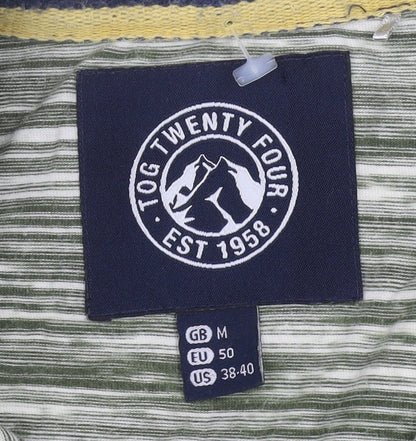 TOG TWENTY FOUR
· EST 1958 ·
GB M
EU 50
US 38-40